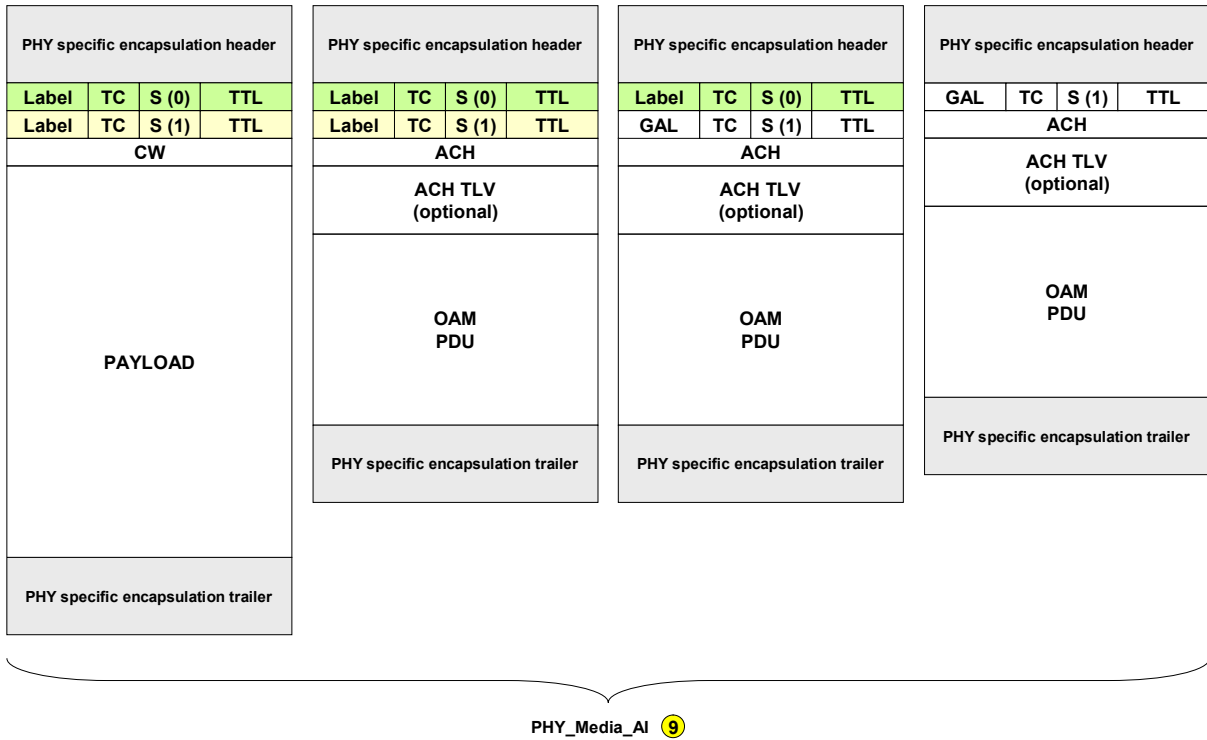 PHY specific encapsulation header
Label TC S (0) TTL
Label TC S (1) TTL
CW
PAYLOAD
PHY specific encapsulation trailer
PHY specific encapsulation header
Label TC S (0) TTL
Label TC S (1) TTL
ACH
ACH TLV
(optional)
OAM
PDU
PHY specific encapsulation trailer
PHY specific encapsulation header
Label TC S (0) TTL
GAL TC S (1) TTL
ACH
ACH TLV
(optional)
OAM
PDU
PHY specific encapsulation trailer
PHY specific encapsulation header
GAL TC S (1) TTL
ACH
ACH TLV
(optional)
OAM
PDU
PHY specific encapsulation trailer
PHY_Media_AI 9